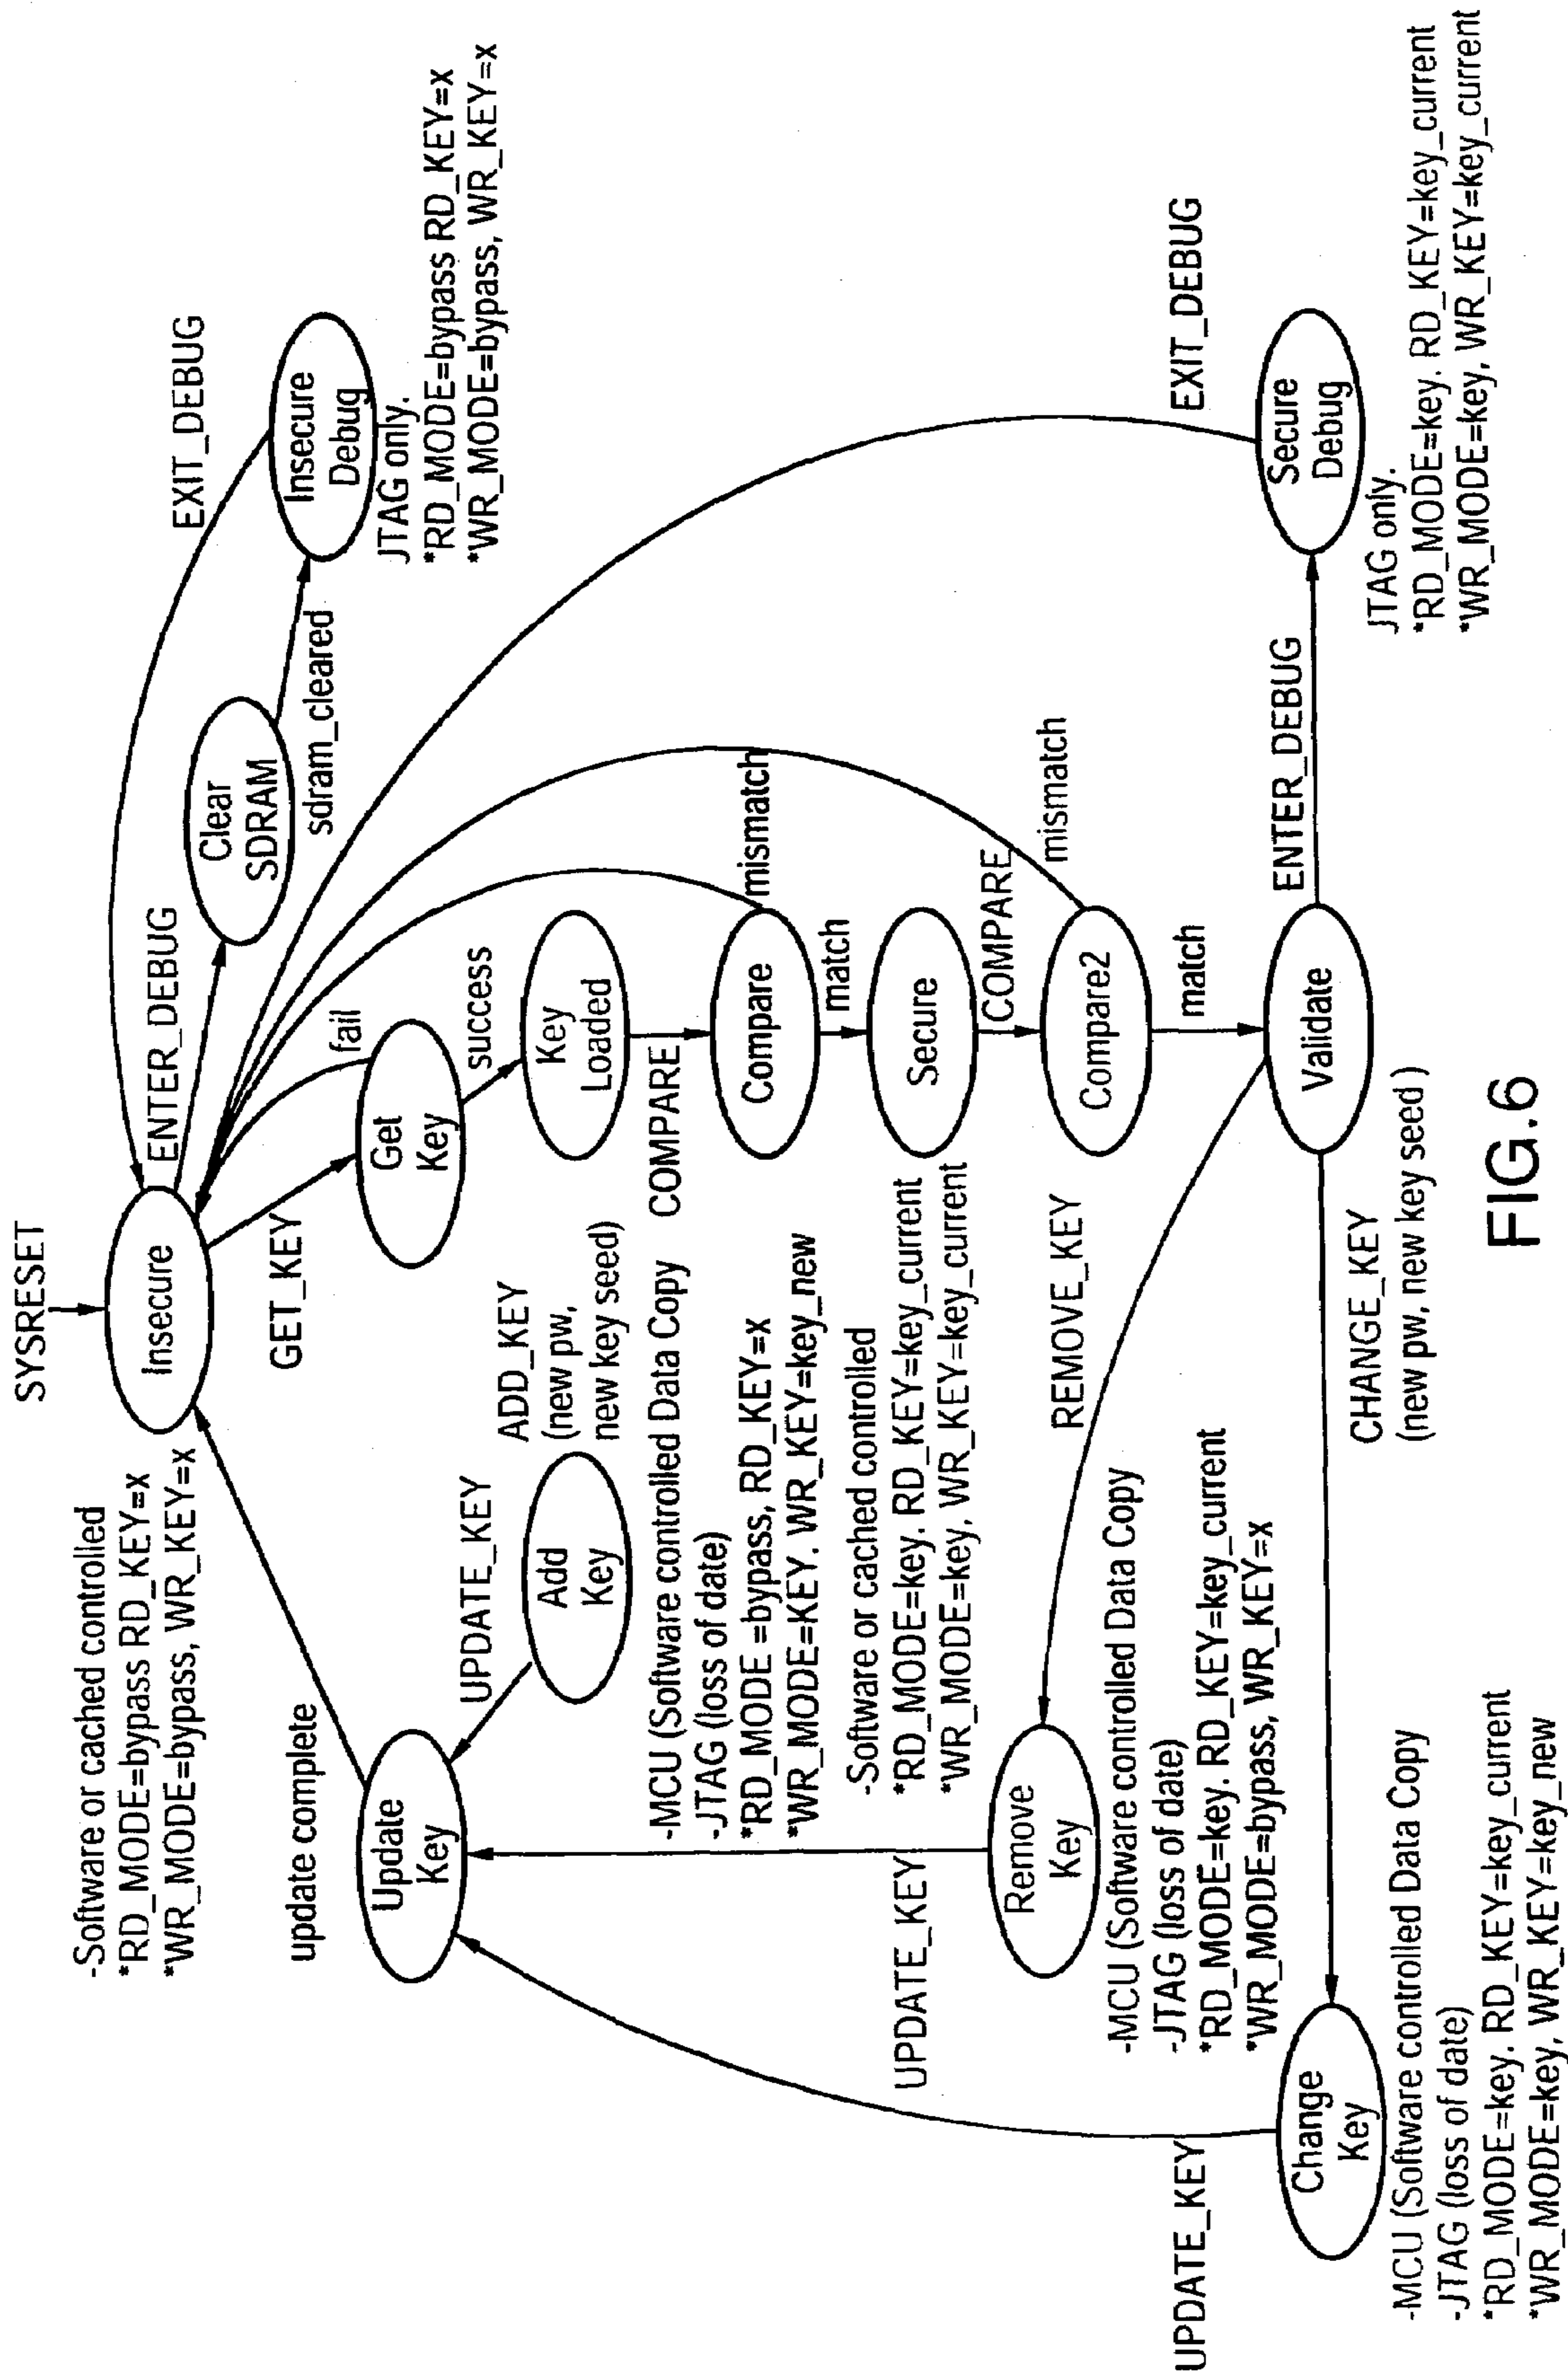 SYSRESET
Insecure
-Software or cached controlled
*RD_MODE=bypass RD_KEY=x
*WR_MODE=bypass, WR_KEY=x
ENTER_DEBUG
EXIT_DEBUG
Clear
SDRAM
sdram_cleared
Insecure
Debug
JTAG only.
*RD_MODE=bypass RD_KEY=x
*WR_MODE=bypass, WR_KEY=x
GET_KEY
Get
Key
fail
success
Key
Loaded
COMPARE
Compare
mismatch
match
Secure
-Software or cached controlled
*RD_MODE=key. RD_KEY=key_current
*WR_MODE=key, WR_KEY=key_current
COMPARE
Compare2
mismatch
match
Validate
ENTER_DEBUG
Secure
Debug
EXIT_DEBUG
JTAG only.
*RD_MODE=key. RD_KEY=key_current
*WR_MODE=key, WR_KEY=key_current
update complete
Update
Key
UPDATE_KEY
Add
Key
ADD_KEY
(new pw,
new key seed)
-MCU (Software controlled Data Copy
-JTAG (loss of date)
*RD_MODE =bypass, RD_KEY=x
*WR_MODE=KEY. WR_KEY=key_new
REMOVE_KEY
UPDATE_KEY
Remove
Key
-MCU (Software controlled Data Copy
-JTAG (loss of date)
*RD_MODE=key. RD_KEY=key_current
*WR_MODE=bypass, WR_KEY=x
CHANGE_KEY
(new pw, new key seed )
UPDATE_KEY
Change
Key
-MCU (Software controlled Data Copy
-JTAG (loss of date)
*RD_MODE=key. RD_KEY=key_current
*WR_MODE=key, WR_KEY=key_new
FIG.6